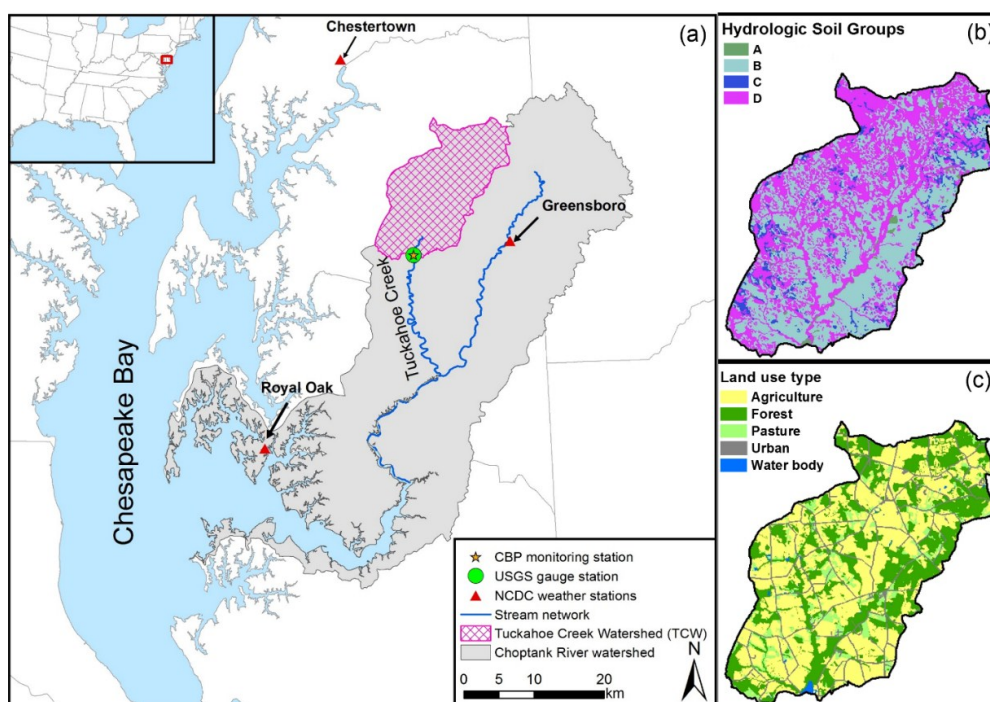 Chestertown
(a)
Greensboro
Tuckahoe Creek
Royal Oak
Chesapeake Bay
CBP monitoring station
USGS gauge station
NCDC weather stations
Stream network
Tuckahoe Creek Watershed (TCW)
Choptank River watershed
N
0 5 10 20
km
(b)
Hydrologic Soil Groups
A
B
C
D
(c)
Land use type
Agriculture
Forest
Pasture
Urban
Water body